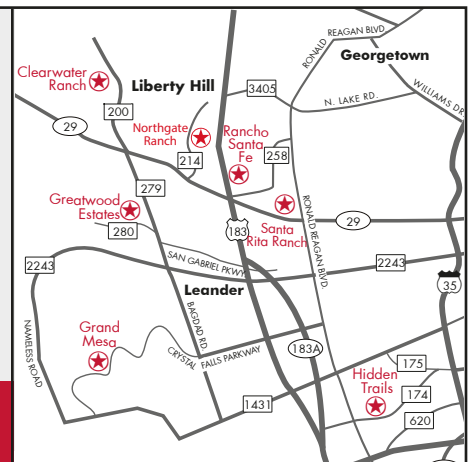 REAGAN BLVD
RONALD
Georgetown
Clearwater
Ranch
Liberty Hill
3405
N. LAKE RD.
WILLIAMS DR.
200
29
Northgate
Ranch
Rancho
Santa
Fe
214
258
279
Greatwood
Estates
280
183
Santa
Rita Ranch
RONALD REAGAN BLVD.
29
2243
SAN GABRIEL PKWY
2243
35
Leander
NAMELESS ROAD
BAGDAD RD.
Grand
Mesa
CRYSTAL FALLS PARKWAY
183A
175
Hidden
Trails
174
1431
620